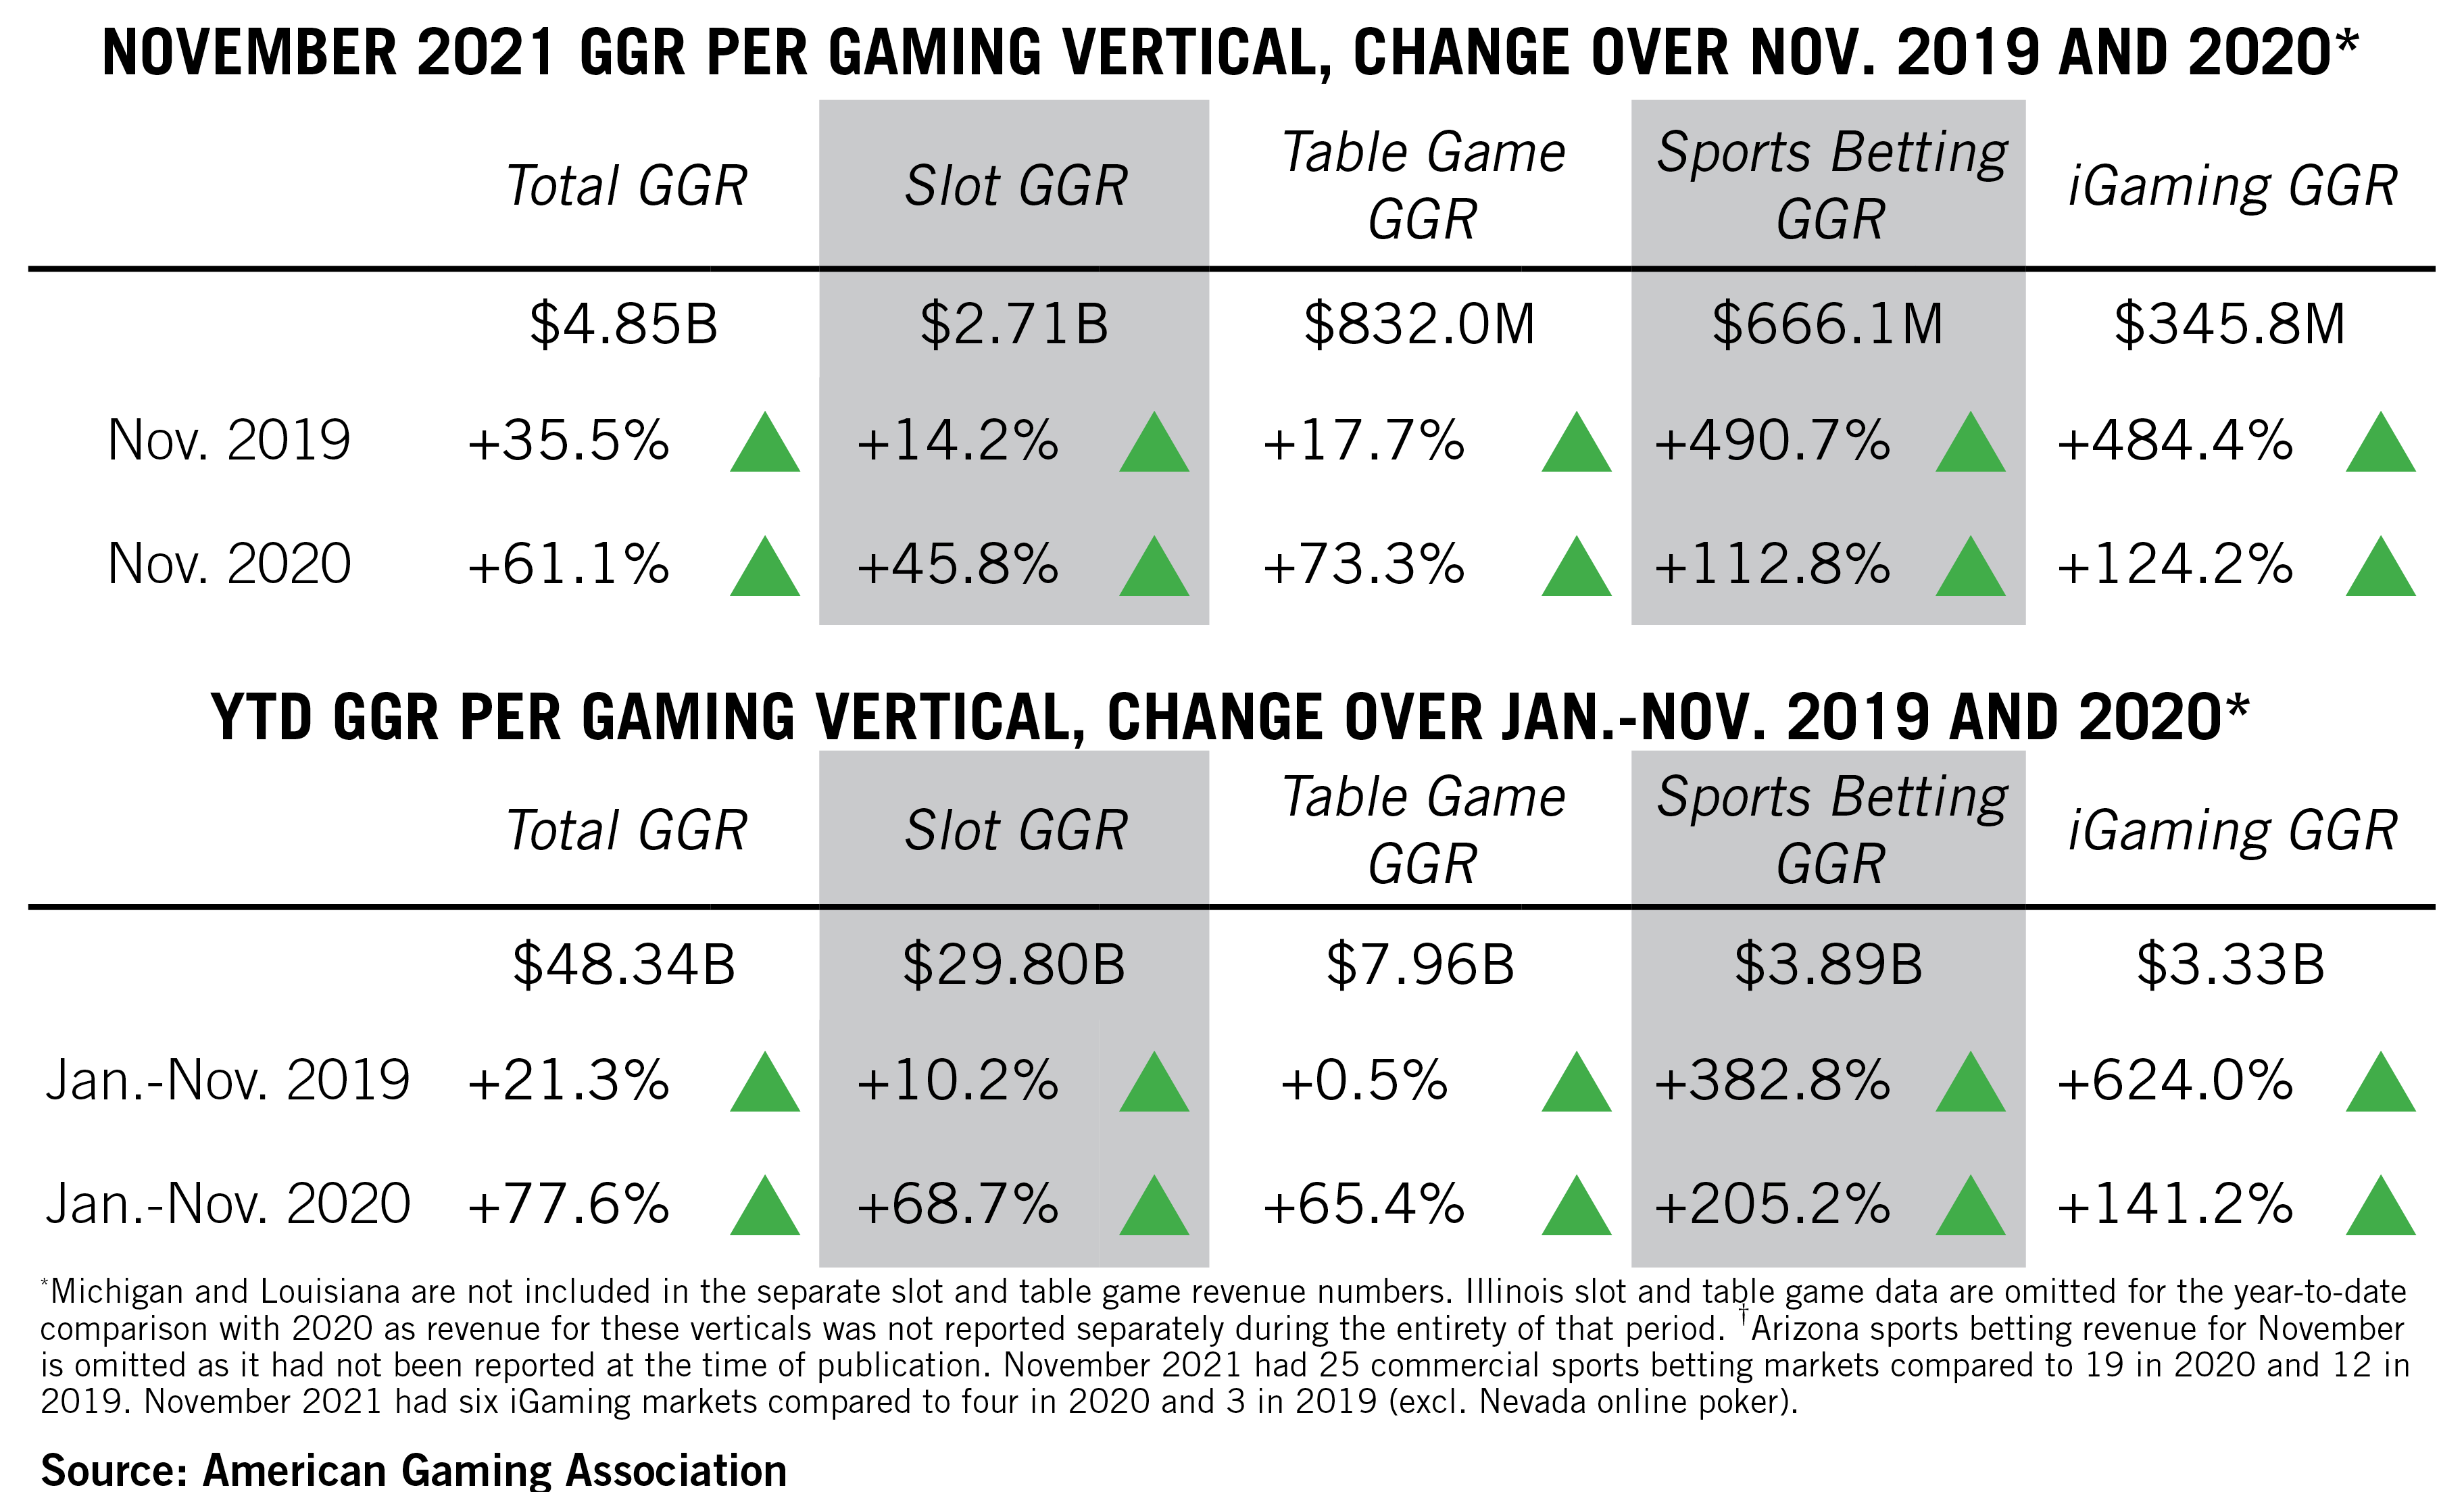 NOVEMBER 2021 GGR PER GAMING VERTICAL, CHANGE OVER NOV. 2019 AND 2020*
Total GGR Slot GGR Table Game GGR Sports Betting GGR iGaming GGR
$4.85B $2.71B $832.0M $666.1M $345.8M
Nov. 2019 +35.5% +14.2% +17.7% +490.7% +484.4%
Nov. 2020 +61.1% +45.8% +73.3% +112.8% +124.2%
YTD GGR PER GAMING VERTICAL, CHANGE OVER JAN.-NOV. 2019 AND 2020*
Total GGR Slot GGR Table Game GGR Sports Betting GGR iGaming GGR
$48.34B $29.80B $7.96B $3.89B $3.33B
Jan.-Nov. 2019 +21.3% +10.2% +0.5% +382.8% +624.0%
Jan.-Nov. 2020 +77.6% +68.7% +65.4% +205.2% +141.2%
*Michigan and Louisiana are not included in the separate slot and table game revenue numbers. Illinois slot and table game data are omitted for the year-to-date
comparison with 2020 as revenue for these verticals was not reported separately during the entirety of that period. †Arizona sports betting revenue for November
is omitted as it had not been reported at the time of publication. November 2021 had 25 commercial sports betting markets compared to 19 in 2020 and 12 in
2019. November 2021 had six iGaming markets compared to four in 2020 and 3 in 2019 (excl. Nevada online poker).
Source: American Gaming Association